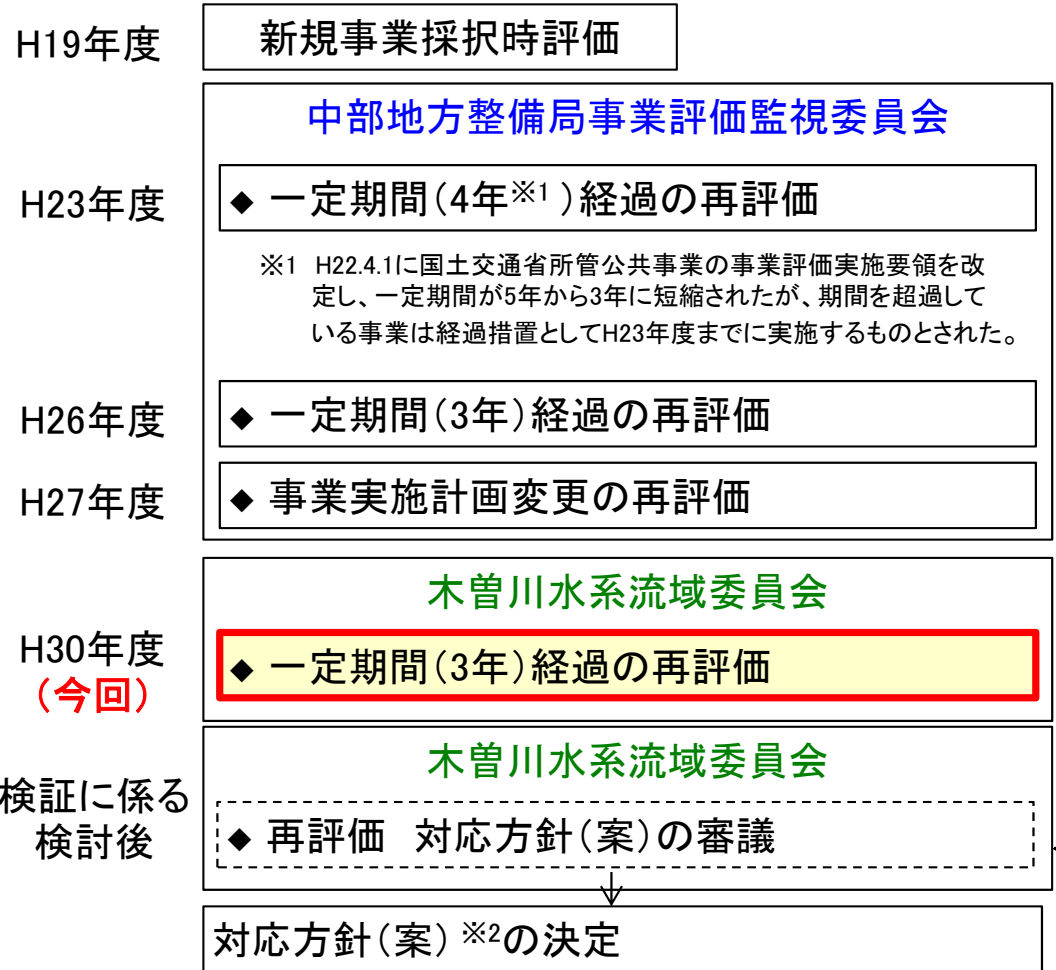 H19年度 新規事業採択時評価
中部地方整備局事業評価監視委員会
H23年度 ◆ 一定期間(4年※1)経過の再評価
※1 H22.4.1に国土交通省所管公共事業の事業評価実施要領を改
定し、一定期間が5年から3年に短縮されたが、期間を超過して
いる事業は経過措置としてH23年度までに実施するものとされた。
H26年度 ◆ 一定期間(3年)経過の再評価
H27年度 ◆ 事業実施計画変更の再評価
木曽川水系流域委員会
H30年度
(今回)
◆ 一定期間(3年)経過の再評価
木曽川水系流域委員会
検証に係る
検討後
◆ 再評価 対応方針(案)の審議
対応方針(案)※2の決定